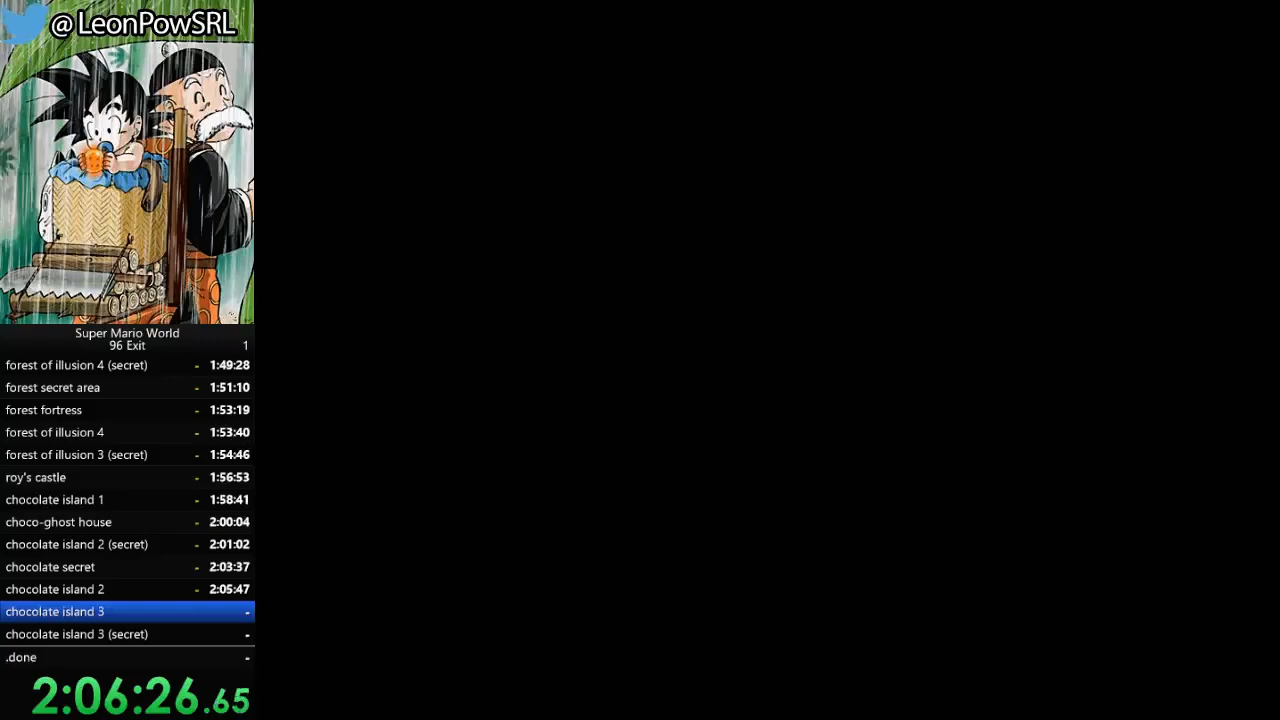 @LeonPowSRL
Super Mario World
96 Exit 1
forest of illusion 4 (secret) - 1:49:28
forest secret area - 1:51:10
forest fortress - 1:53:19
forest of illusion 4 - 1:53:40
forest of illusion 3 (secret) - 1:54:46
roy's castle - 1:56:53
chocolate island 1 - 1:58:41
choco-ghost house - 2:00:04
chocolate island 2 (secret) - 2:01:02
chocolate secret - 2:03:37
chocolate island 2 - 2:05:47
chocolate island 3 -
chocolate island 3 (secret) -
.done -
2:06:26.65